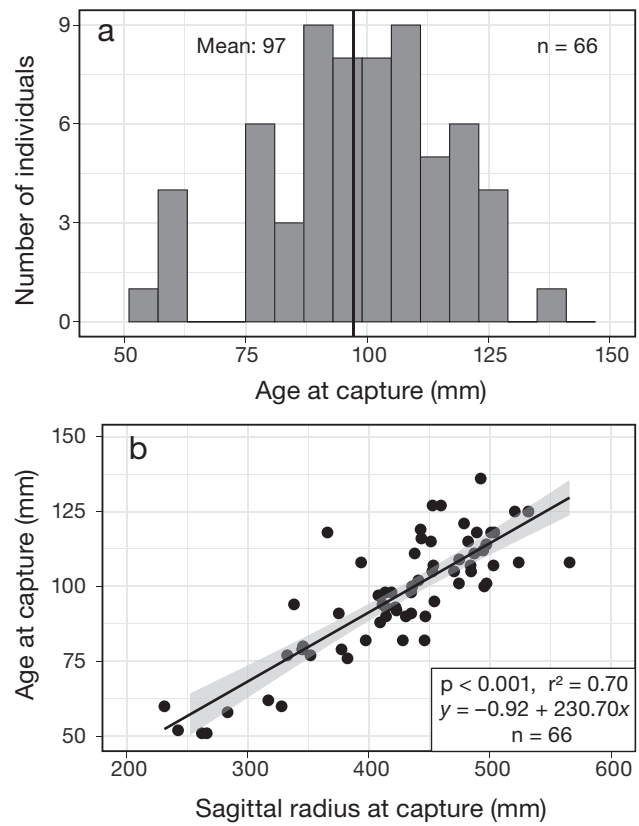 a
Mean: 97
n = 66
Number of individuals
9
6
3
0
50 75 100 125 150
Age at capture (mm)
b
Age at capture (mm)
150
125
100
75
50
p < 0.001, r² = 0.70
y = −0.92 + 230.70x
n = 66
200 300 400 500 600
Sagittal radius at capture (mm)